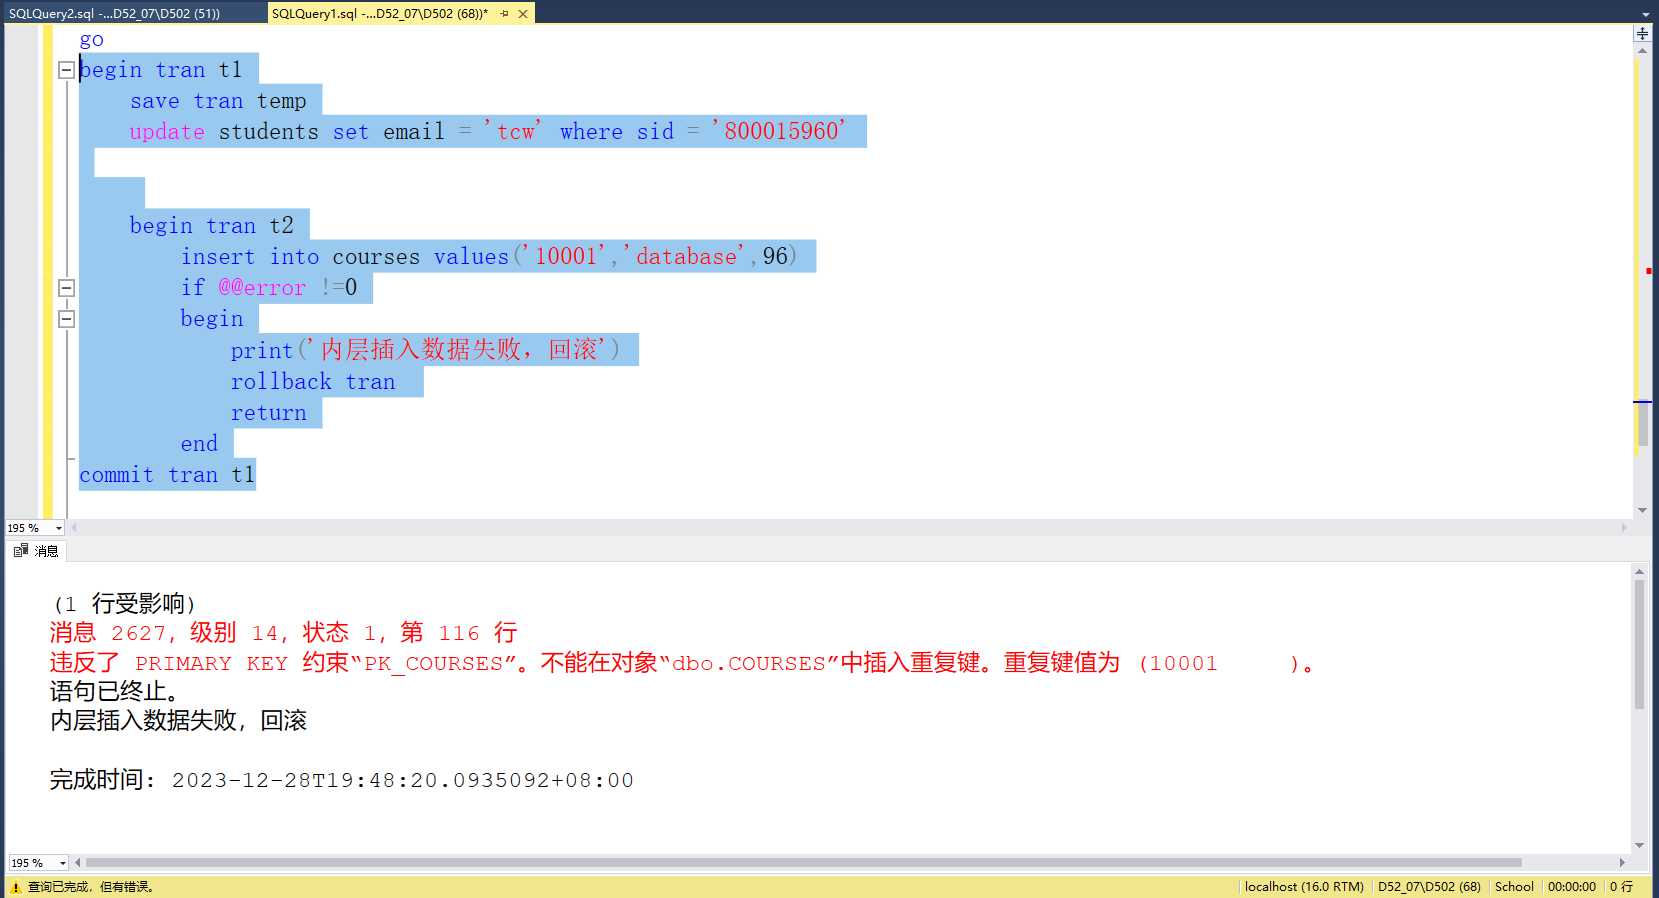 SQLQuery2.sql -...D52_07\D502 (51))
SQLQuery1.sql -...D52_07\D502 (68))*
go
begin tran t1
save tran temp
update students set email = 'tcw' where sid = '800015960'
begin tran t2
insert into courses values('10001','database',96)
if @@error !=0
begin
print('内层插入数据失败，回滚')
rollback tran
return
end
commit tran t1
195 %
消息
(1 行受影响)
消息 2627，级别 14，状态 1，第 116 行
违反了 PRIMARY KEY 约束“PK_COURSES”。不能在对象“dbo.COURSES”中插入重复键。重复键值为 (10001     )。
语句已终止。
内层插入数据失败，回滚
完成时间: 2023-12-28T19:48:20.0935092+08:00
195 %
查询已完成，但有错误。
localhost (16.0 RTM)
D52_07\D502 (68)
School
00:00:00
0 行